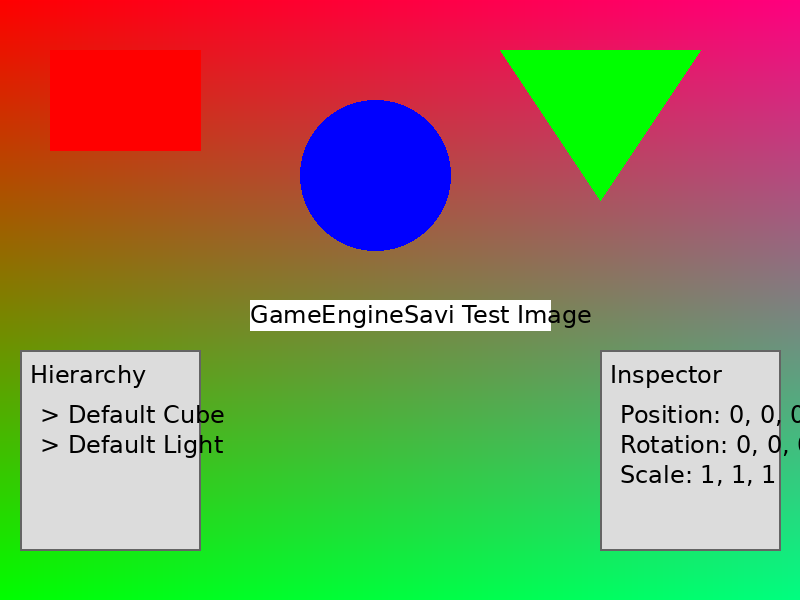 GameEngineSavi Test Image
Hierarchy
> Default Cube
> Default Light
Inspector
Position: 0, 0, 0
Rotation: 0, 0,
Scale: 1, 1, 1